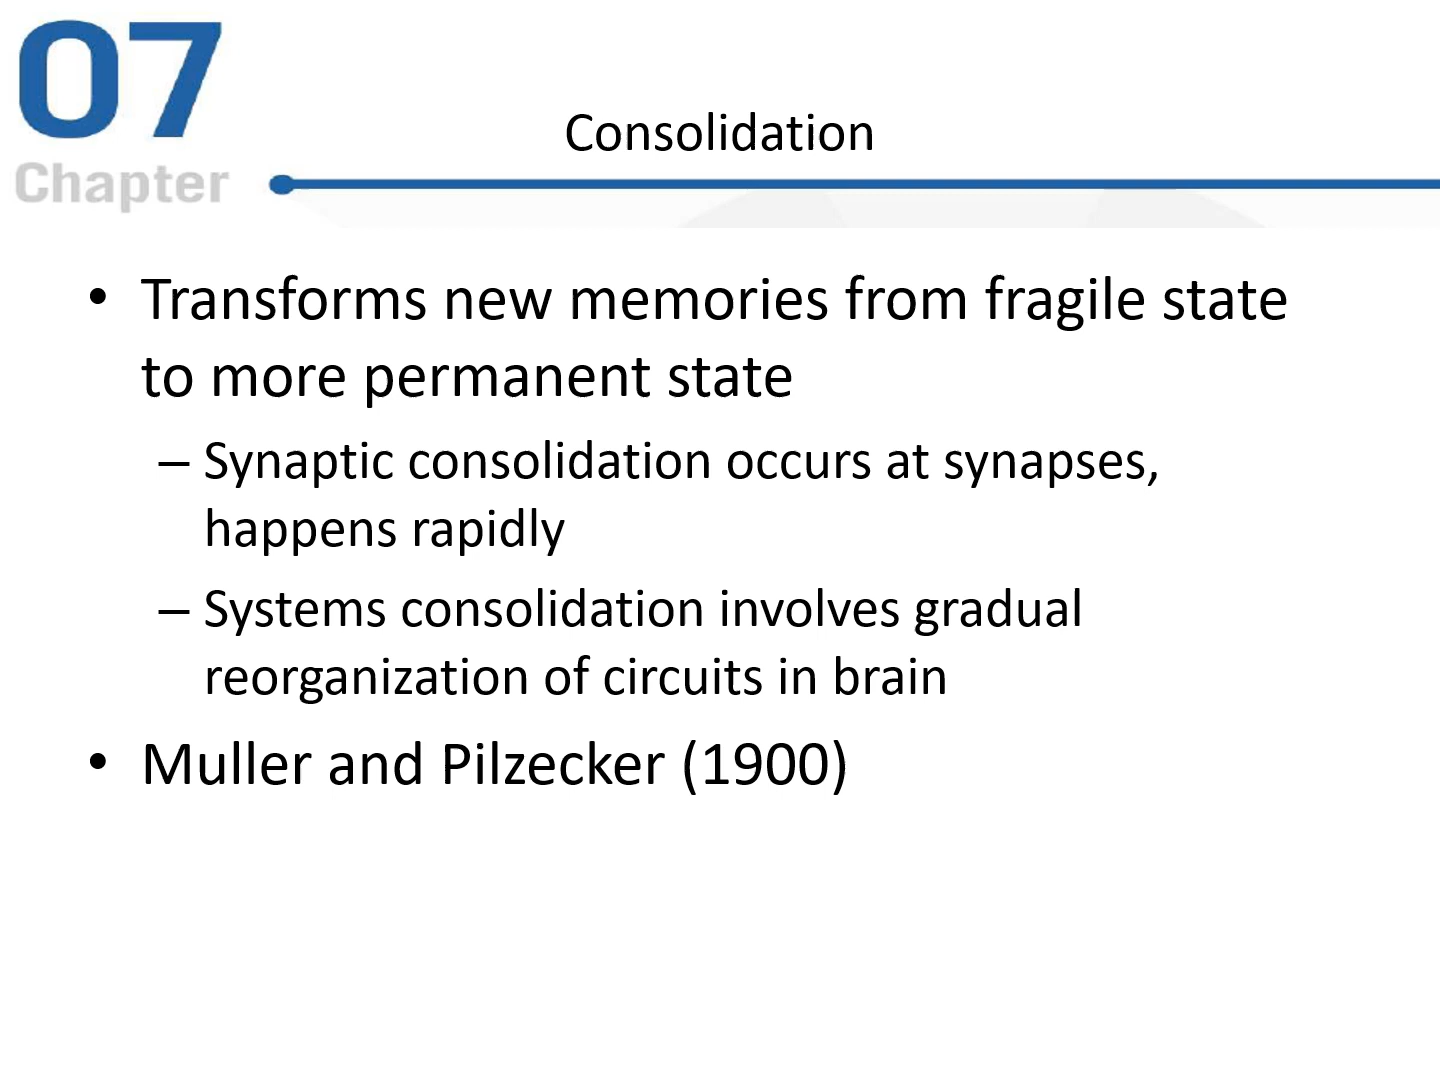 07
Chapter
Consolidation
• Transforms new memories from fragile state
to more permanent state
– Synaptic consolidation occurs at synapses,
happens rapidly
– Systems consolidation involves gradual
reorganization of circuits in brain
• Muller and Pilzecker (1900)